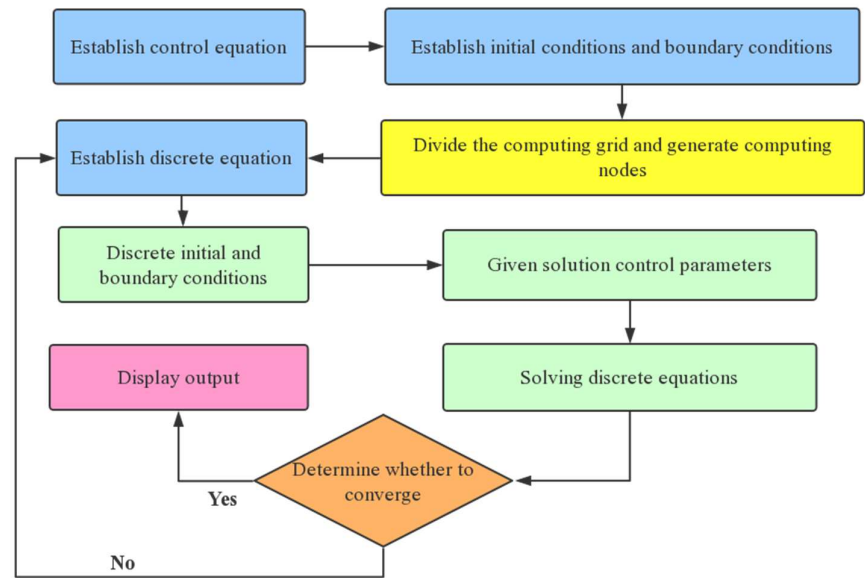 Establish control equation
Establish initial conditions and boundary conditions
Divide the computing grid and generate computing
nodes
Establish discrete equation
Discrete initial and
boundary conditions
Given solution control parameters
Solving discrete equations
Determine whether to
converge
Yes
Display output
No